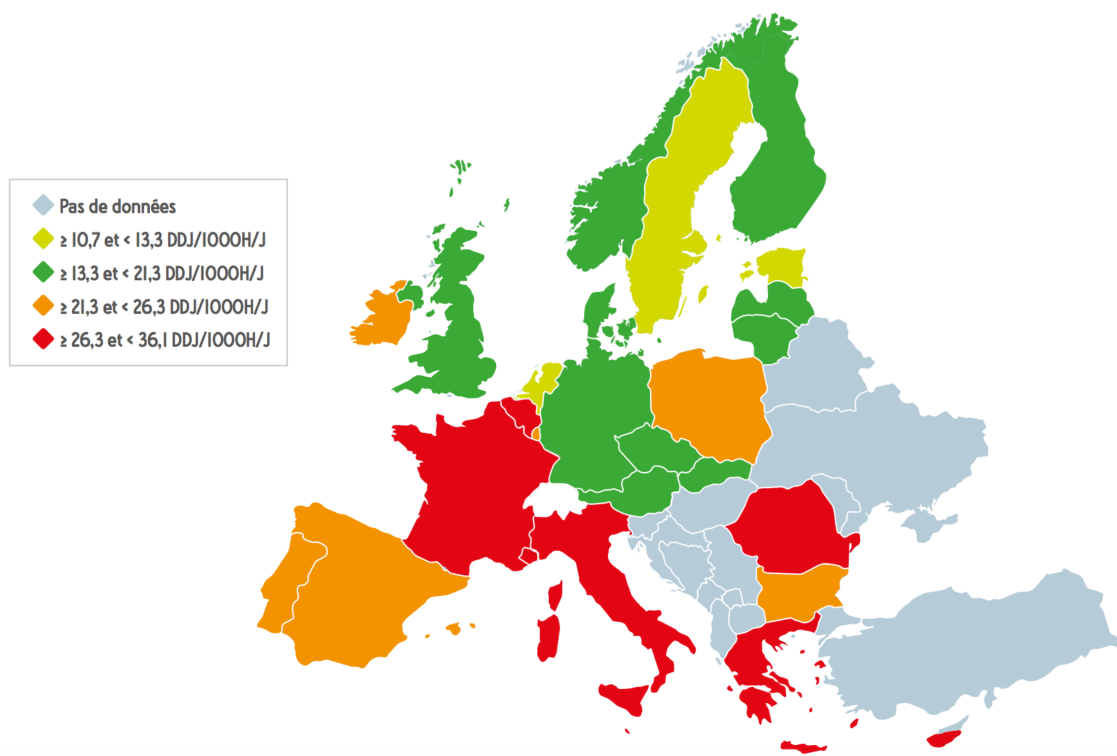 Pas de données
≥ 10,7 et < 13,3 DDJ/1000H/J
≥ 13,3 et < 21,3 DDJ/1000H/J
≥ 21,3 et < 26,3 DDJ/1000H/J
≥ 26,3 et < 36,1 DDJ/1000H/J